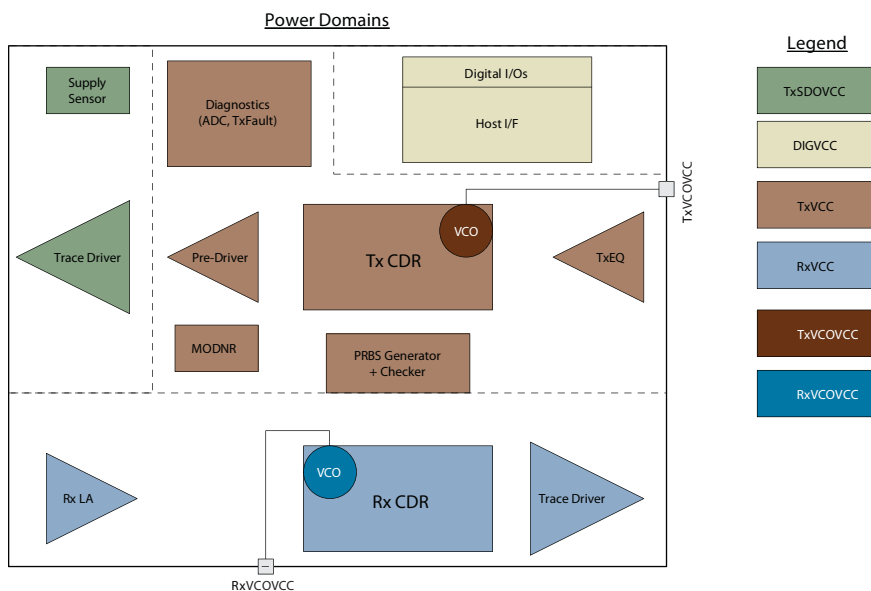 Power Domains
Legend
Supply
Sensor
Diagnostics
(ADC, TxFault)
Digital I/Os
Host I/F
TxSDOVCC
DIGVCC
TxVCC
RxVCC
TxVCOVCC
RxVCOVCC
TxVCOVCC
Trace Driver
Pre-Driver
Tx CDR
VCO
TxEQ
MODNR
PRBS Generator
+ Checker
Rx LA
VCO
Rx CDR
Trace Driver
RxVCOVCC